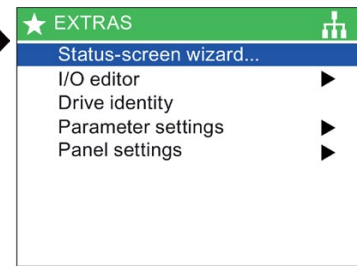 EXTRAS
Status-screen wizard...
I/O editor
Drive identity
Parameter settings
Panel settings